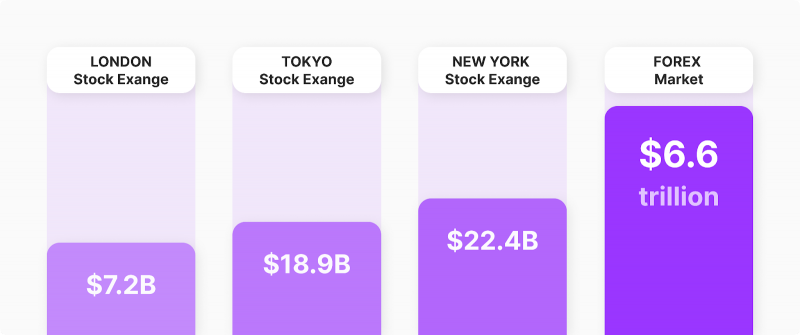 LONDON
Stock Exange
TOKYO
Stock Exange
NEW YORK
Stock Exange
FOREX
Market
$7.2B
$18.9B
$22.4B
$6.6
trillion